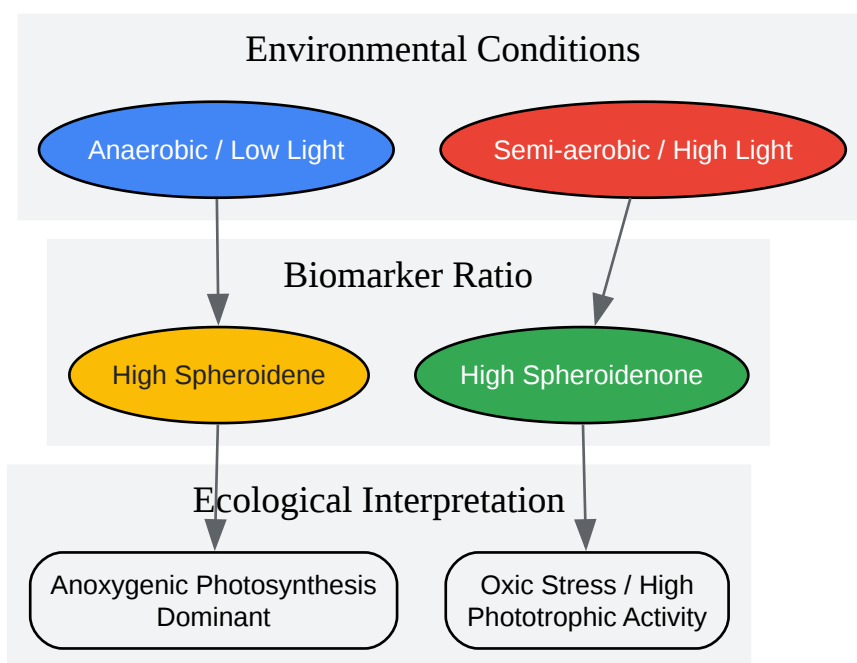 Environmental Conditions
Anaerobic / Low Light
Semi-aerobic / High Light
Biomarker Ratio
High Spheroidene
High Spheroidenone
Ecological Interpretation
Anoxygenic Photosynthesis
Dominant
Oxic Stress / High
Phototrophic Activity